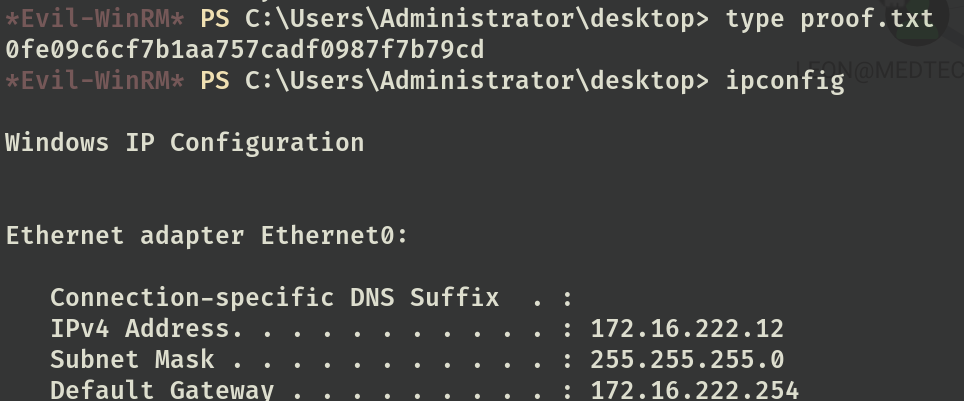 *Evil-WinRM* PS C:\Users\Administrator\desktop> type proof.txt
0fe09c6cf7b1aa757cadf0987f7b79cd
*Evil-WinRM* PS C:\Users\Administrator\desktop> ipconfig
LEON@MEDTEC
Windows IP Configuration
Ethernet adapter Ethernet0:
Connection-specific DNS Suffix . :
IPv4 Address. . . . . . . . . . . : 172.16.222.12
Subnet Mask . . . . . . . . . . . : 255.255.255.0
Default Gateway . . . . . . . . . : 172.16.222.254